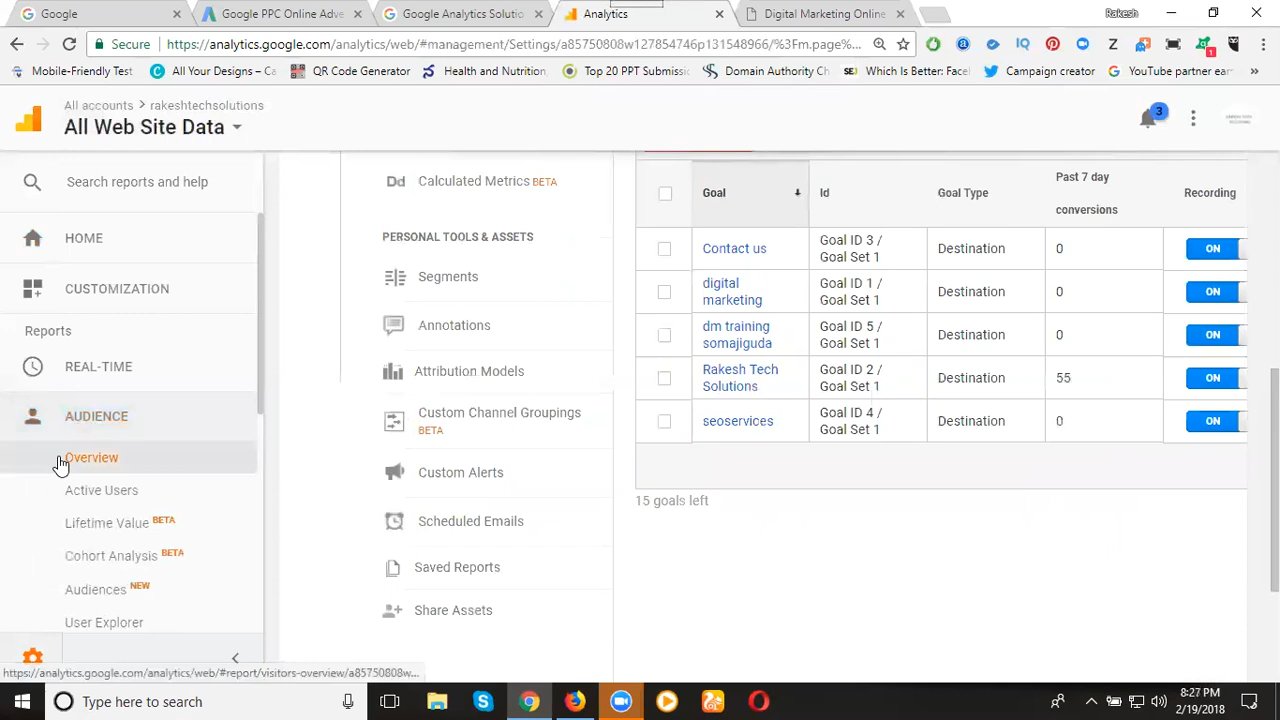 Google
Google PPC Online Adve
Google Analytics Solutio
Analytics
Digital Marketing Online
Rakesh
Secure
https://analytics.google.com/analytics/web/#management/Settings/a85750808w127854746p131548966/%3Fm.page%...
Mobile-Friendly Test
All Your Designs – Ca
QR Code Generator
Health and Nutrition
Top 20 PPT Submissi
Domain Authority Ch
SEJ
Which Is Better: Face
Campaign creator
YouTube partner ear
All accounts > rakeshtechsolutions
All Web Site Data
3
Search reports and help
HOME
CUSTOMIZATION
Reports
REAL-TIME
AUDIENCE
Overview
Active Users
Lifetime Value BETA
Cohort Analysis BETA
Audiences NEW
User Explorer
Dd Calculated Metrics BETA
PERSONAL TOOLS & ASSETS
Segments
Annotations
Attribution Models
Custom Channel Groupings
BETA
Custom Alerts
Scheduled Emails
Saved Reports
Share Assets
Goal
Id
Goal Type
Past 7 day
conversions
Recording
Contact us
Goal ID 3 /
Goal Set 1
Destination
0
ON
digital
marketing
Goal ID 1 /
Goal Set 1
Destination
0
ON
dm training
somajiguda
Goal ID 5 /
Goal Set 1
Destination
0
ON
Rakesh Tech
Solutions
Goal ID 2 /
Goal Set 1
Destination
55
ON
seoservices
Goal ID 4 /
Goal Set 1
Destination
0
ON
15 goals left
https://analytics.google.com/analytics/web/#report/visitors-overview/a85750808w...
Type here to search
8:27 PM
2/19/2018